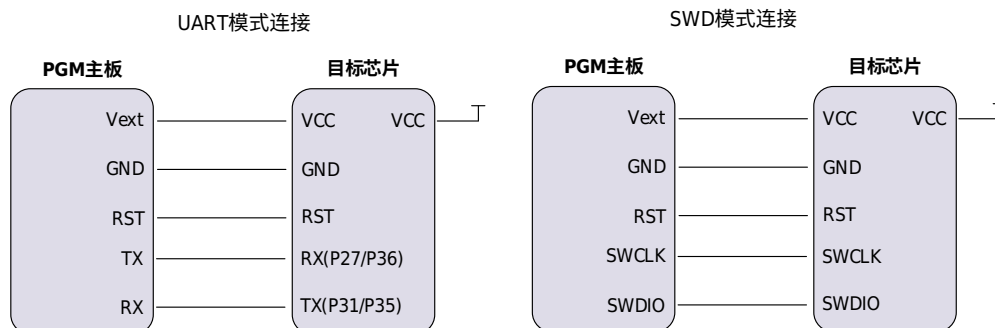 UART模式连接
PGM主板
目标芯片
Vext
VCC
VCC
GND
GND
RST
RST
TX
RX(P27/P36)
RX
TX(P31/P35)
SWD模式连接
PGM主板
目标芯片
Vext
VCC
VCC
GND
GND
RST
RST
SWCLK
SWCLK
SWDIO
SWDIO